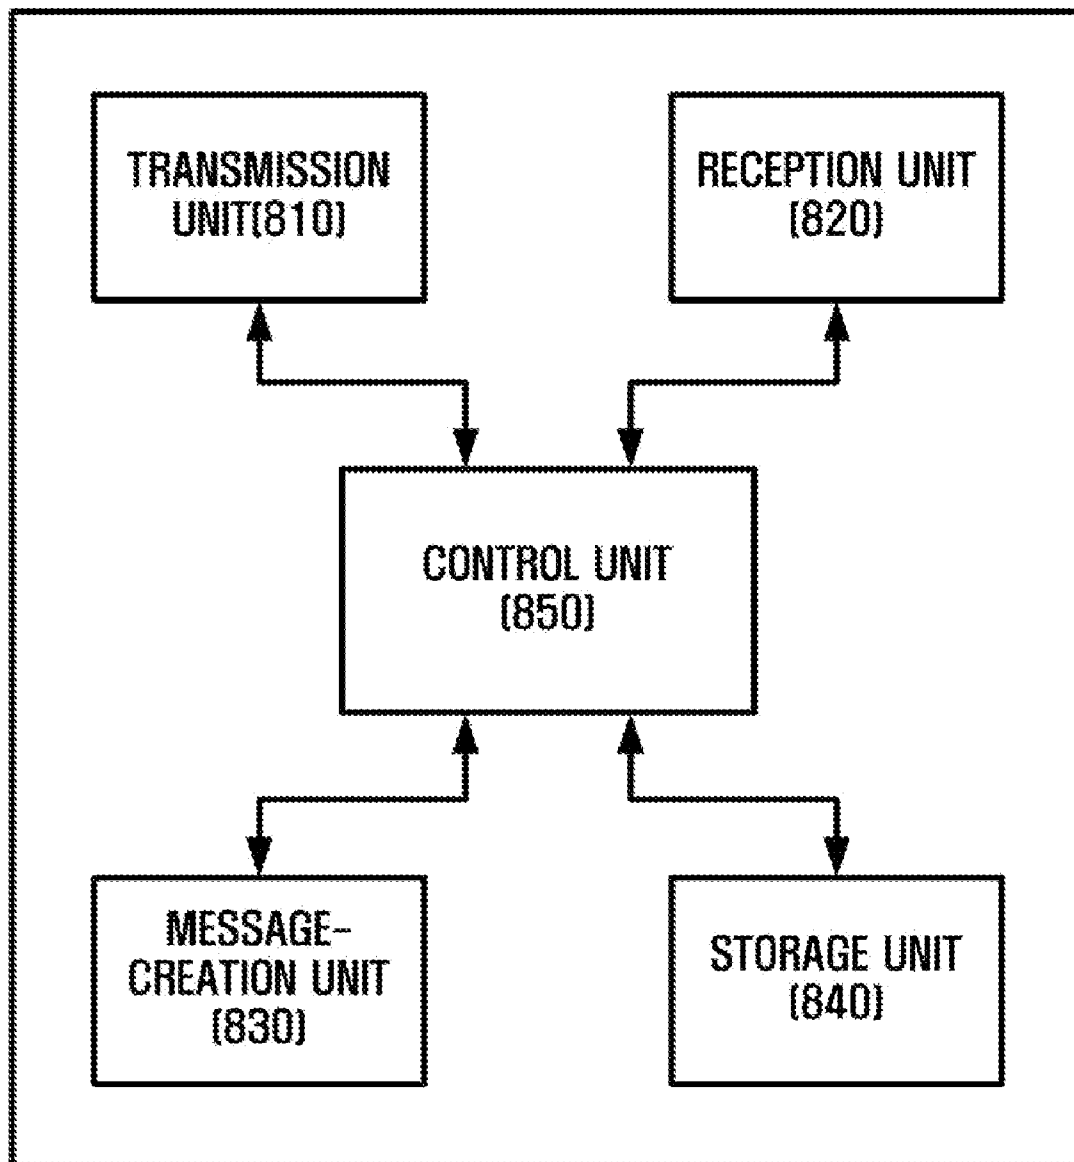 TRANSMISSION
UNIT(810)
RECEPTION UNIT
(820)
CONTROL UNIT
(850)
MESSAGE-
CREATION UNIT
(830)
STORAGE UNIT
(840)